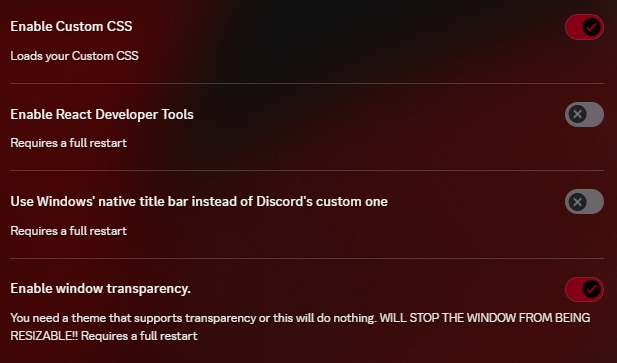 Enable Custom CSS
Loads your Custom CSS
Enable React Developer Tools
Requires a full restart
Use Windows' native title bar instead of Discord's custom one
Requires a full restart
Enable window transparency.
You need a theme that supports transparency or this will do nothing. WILL STOP THE WINDOW FROM BEING
RESIZABLE!! Requires a full restart